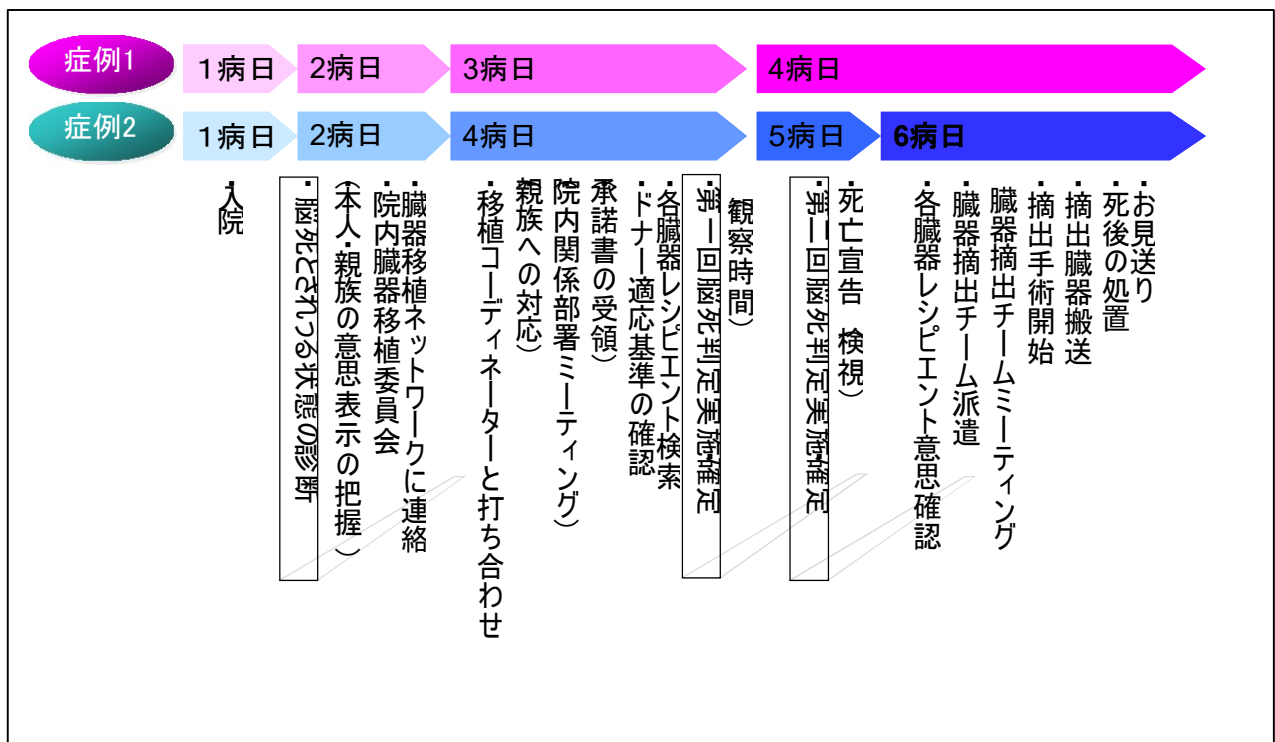 症例1
1病日
2病日
3病日
4病日
症例2
1病日
2病日
4病日
5病日
6病日
・入院
・脳死とされうる状態の診断
(本人・親族の意思表示の把握)
・院内臓器移植委員会
・臓器移植ネットワークに連絡
・移植コーディネーターと打ち合わせ
親族への対応)
院内関係部署ミーティング)
承諾書の受領)
・ドナー適応基準の確認
・各臓器レシピエント検索
・第一回脳死判定実施・確定
観察時間)
・第二回脳死判定実施・確定
・死亡宣告 検視)
・各臓器レシピエント意思確認
・臓器摘出チーム派遣
臓器摘出チームミーティング
・摘出手術開始
・摘出臓器搬送
・死後の処置
・お見送り